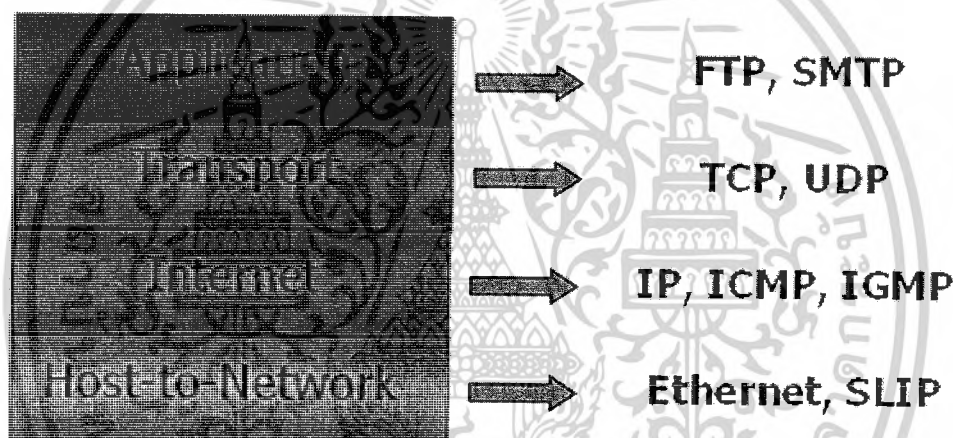 Application
FTP, SMTP
Transport
TCP, UDP
Internet
IP, ICMP, IGMP
Host-to-Network
Ethernet, SLIP